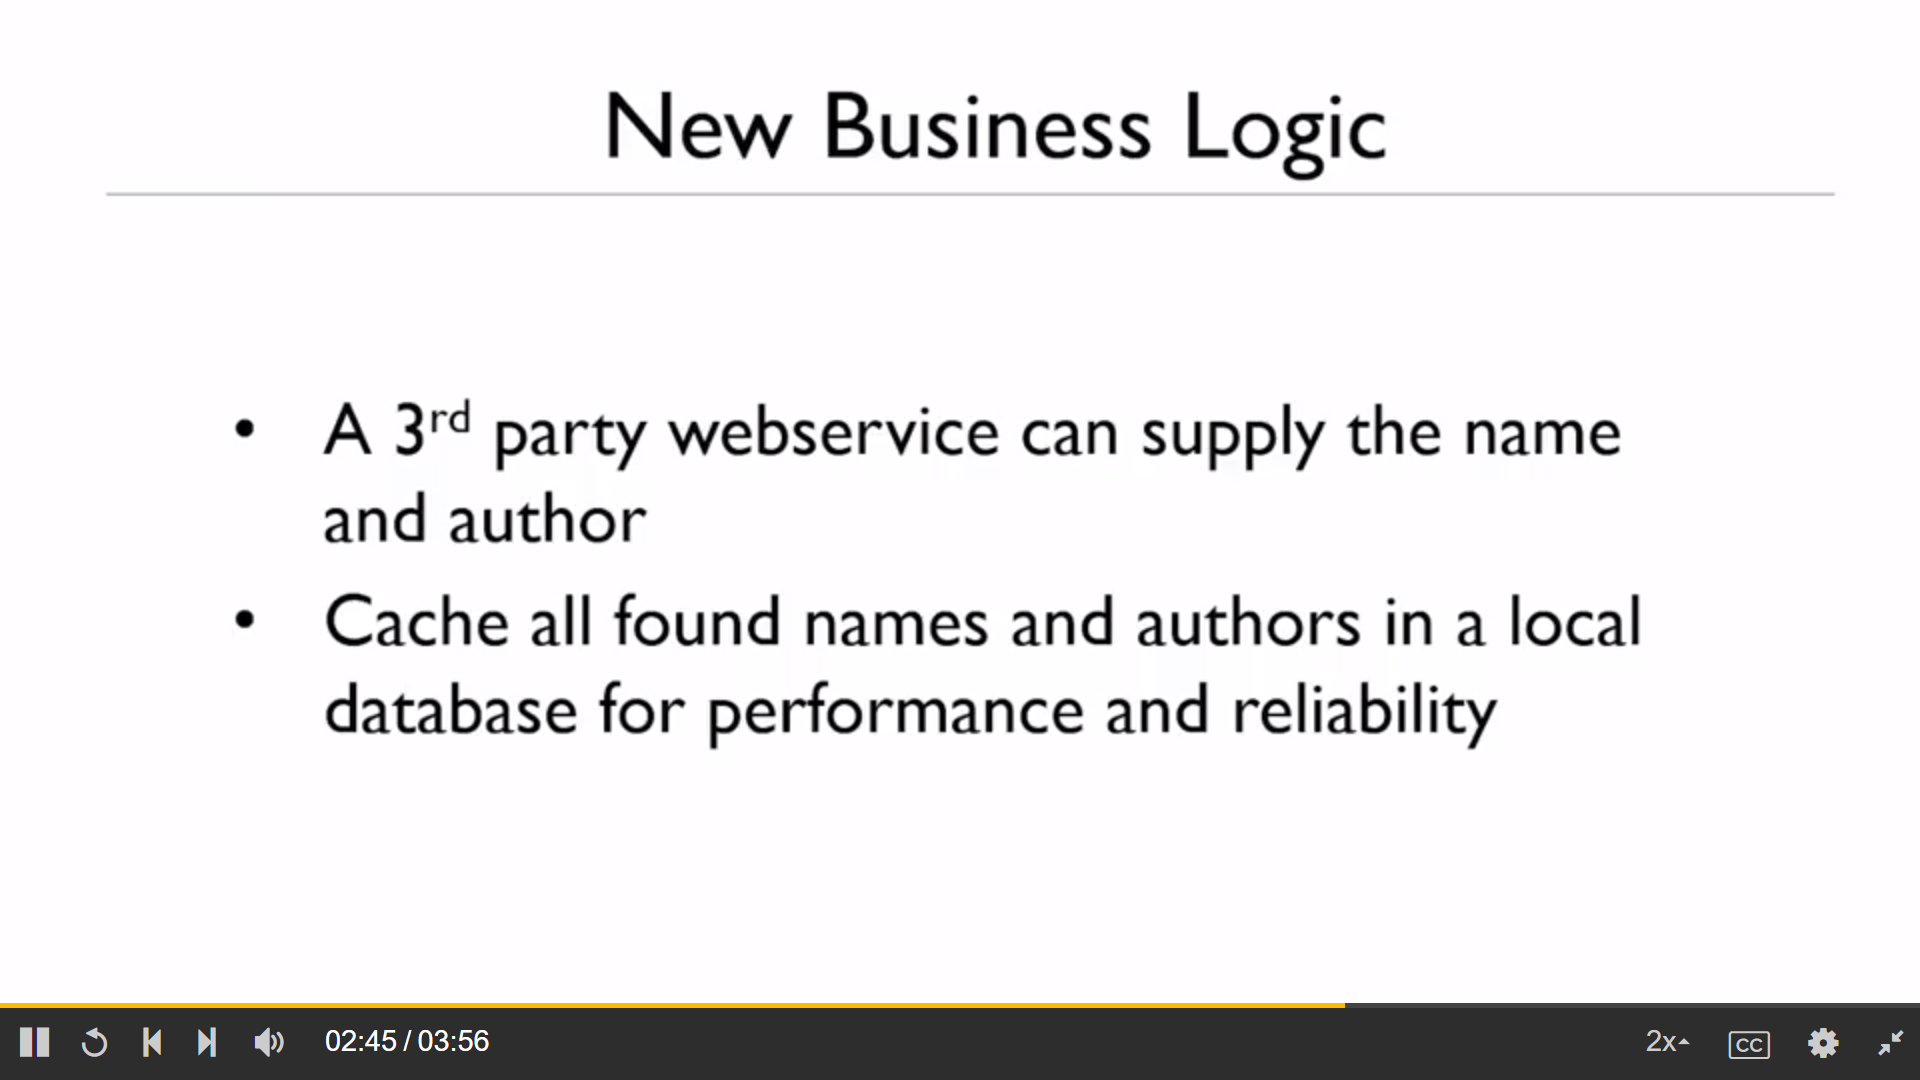 New Business Logic
• A 3rd party webservice can supply the name
and author
• Cache all found names and authors in a local
database for performance and reliability
02:45 / 03:56 2x CC